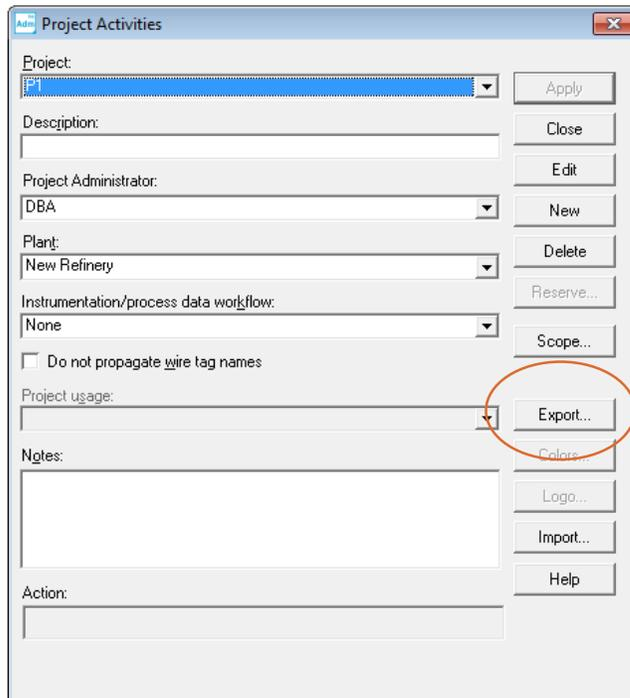 Adm Project Activities
Project:
P1
Apply
Description:
Close
Edit
Project Administrator:
DBA
New
Plant:
New Refinery
Delete
Instrumentation/process data workflow:
Reserve...
None
Scope...
Do not propagate wire tag names
Project usage:
Export...
Notes:
Colors...
Logo...
Import...
Help
Action: